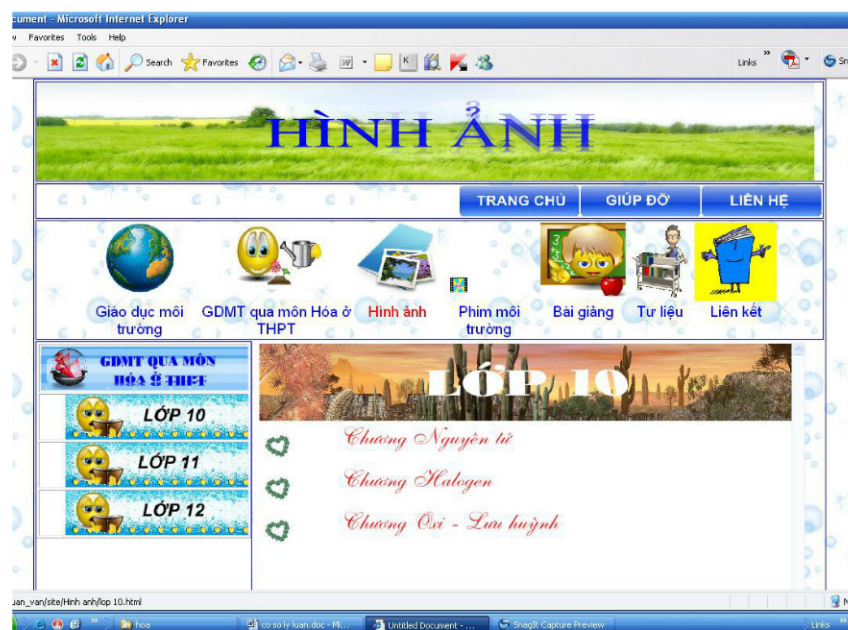 cument - Microsoft Internet Explorer
Favorites Tools Help
Search Favorites
Links
HÌNH ẢNH
TRANG CHỦ GIÚP ĐỠ LIÊN HỆ
Giáo dục môi trường
GDMT qua môn Hóa ở THPT
Hình ảnh
Phim môi trường
Bài giảng
Tư liệu
Liên kết
GDMT QUA MÔN
HÓA Ở THPT
LỚP 10
LỚP 11
LỚP 12
LỚP 10
Chương Nguyên tử
Chương Halogen
Chương Oxi - Lưu huỳnh
uan_van/site/Hinh anh/lop 10.html
hoa
co so ly luan.doc - Mi...
Untitled Document - ...
SnagIt Capture Preview
Links